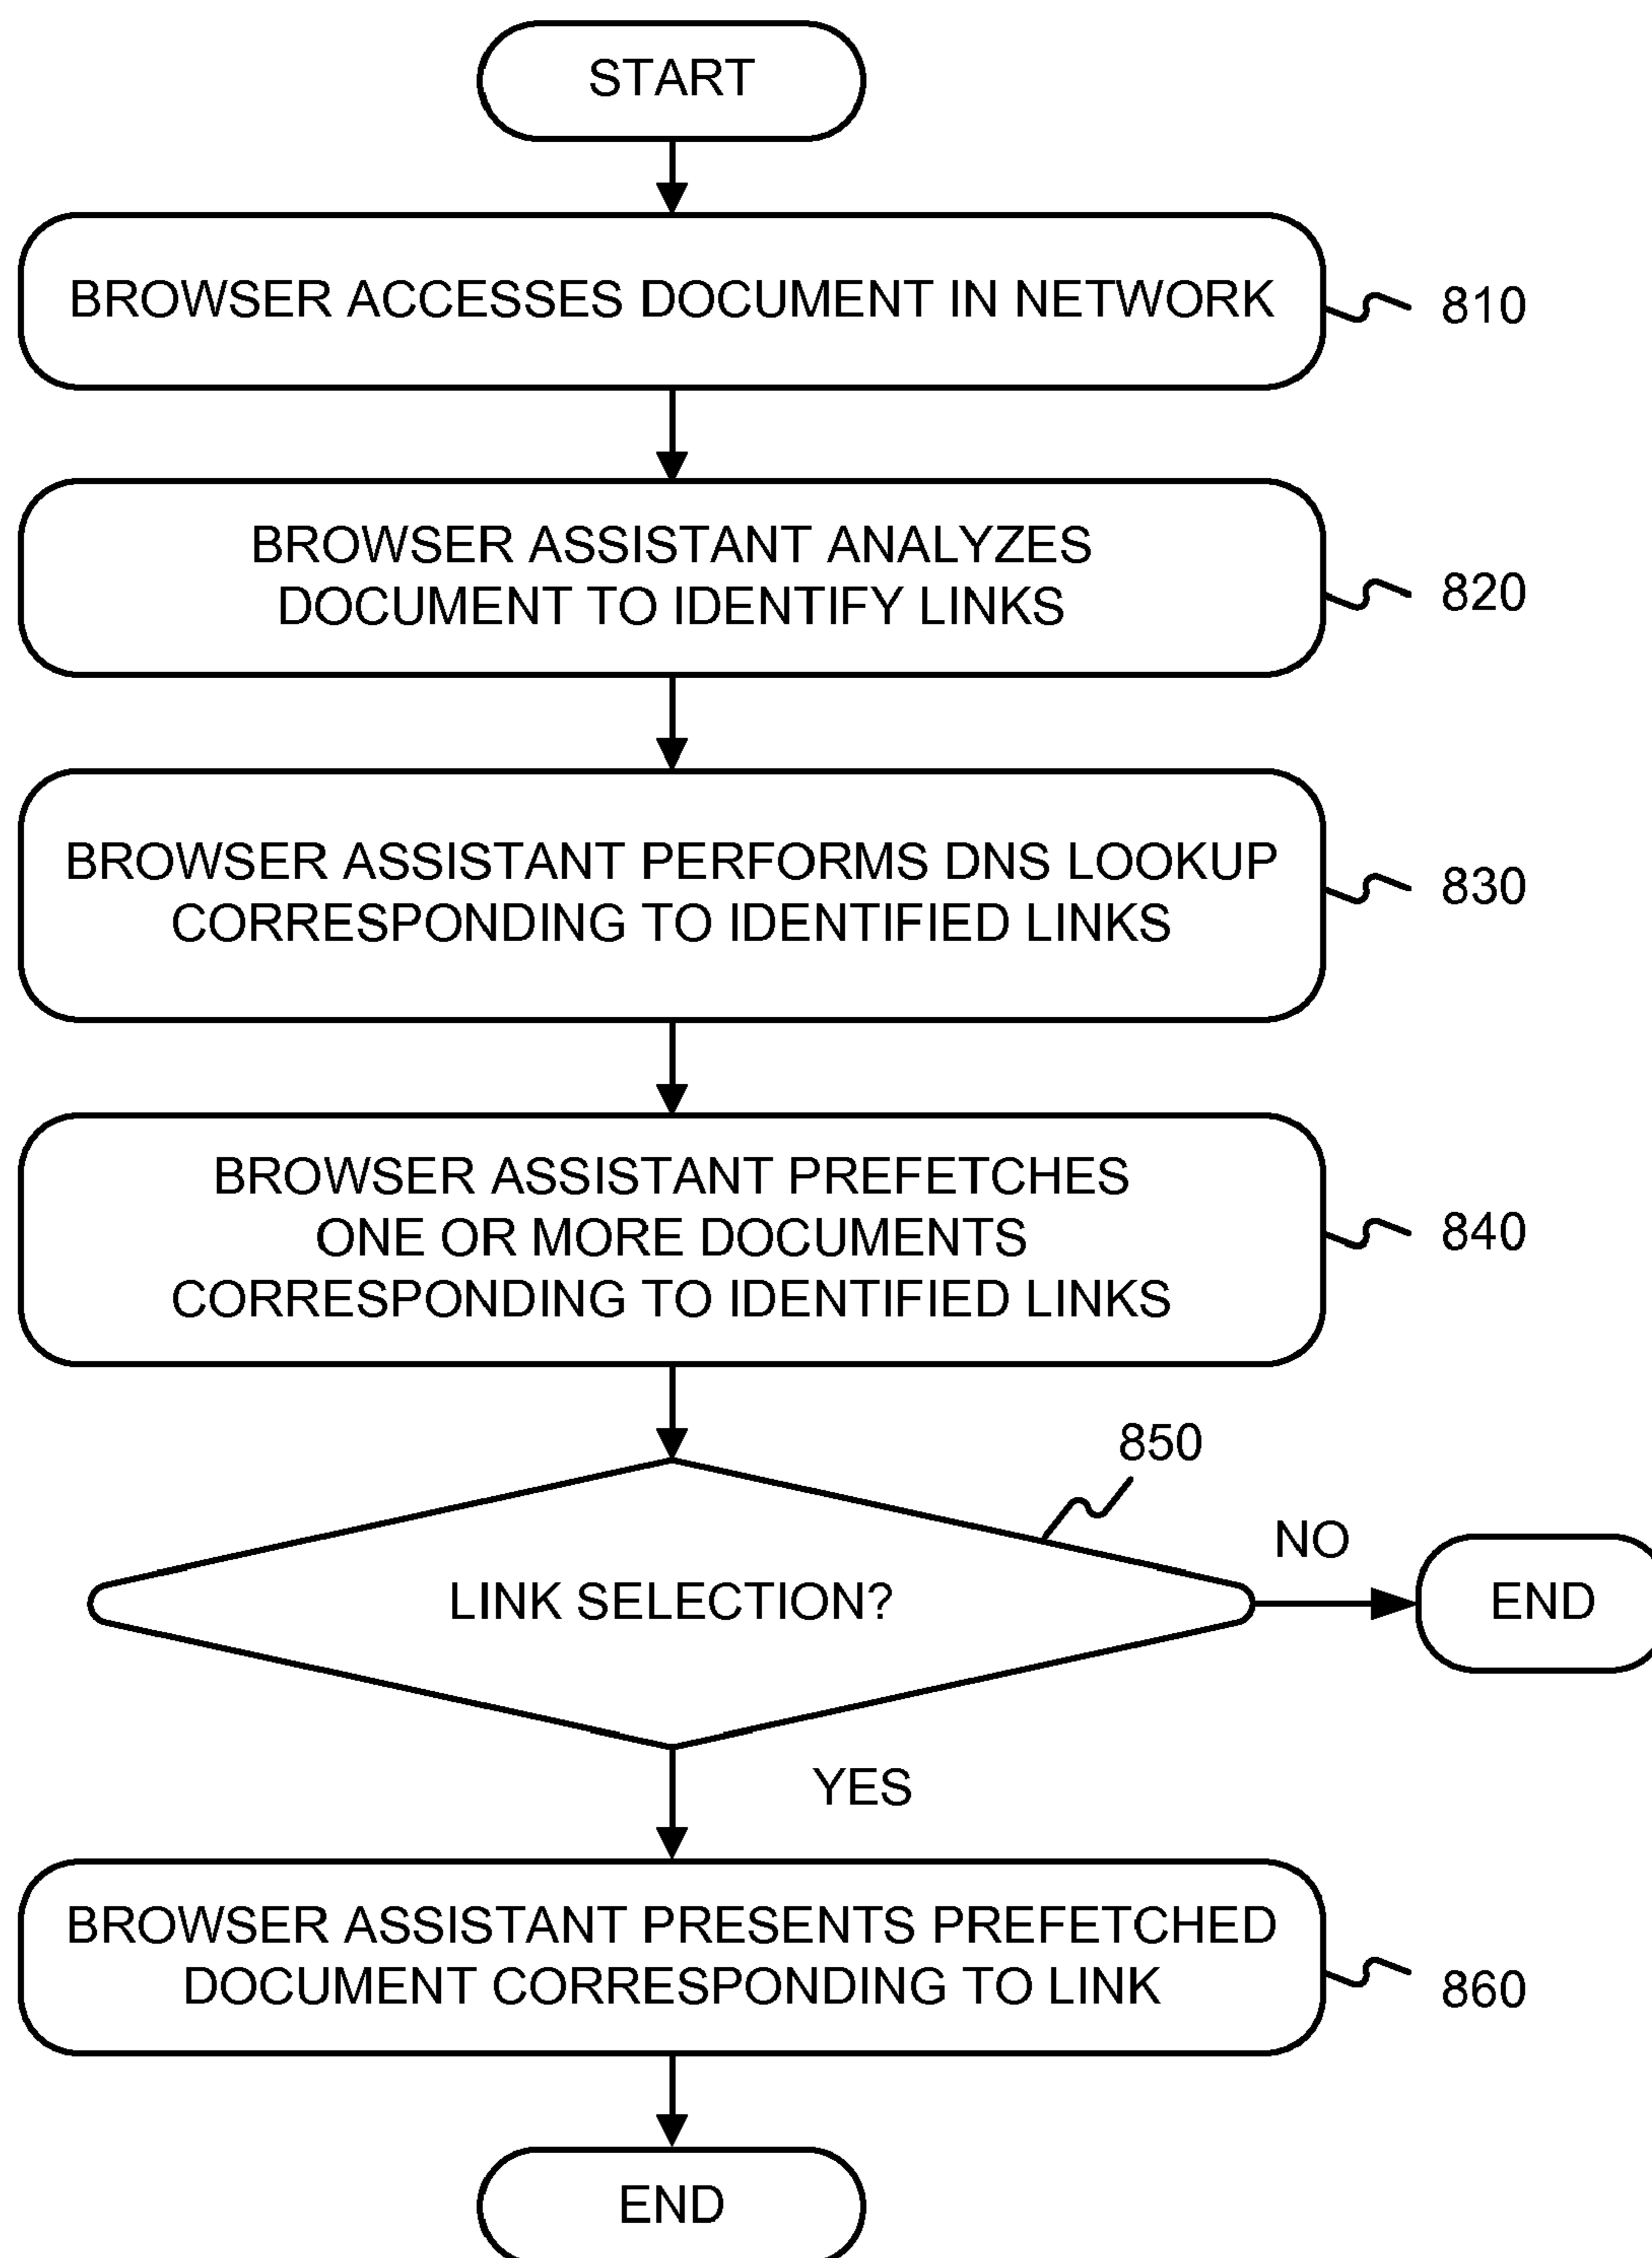 START
BROWSER ACCESSES DOCUMENT IN NETWORK
810
BROWSER ASSISTANT ANALYZES
DOCUMENT TO IDENTIFY LINKS
820
BROWSER ASSISTANT PERFORMS DNS LOOKUP
CORRESPONDING TO IDENTIFIED LINKS
830
BROWSER ASSISTANT PREFETCHES
ONE OR MORE DOCUMENTS
CORRESPONDING TO IDENTIFIED LINKS
840
850
LINK SELECTION?
NO
END
YES
BROWSER ASSISTANT PRESENTS PREFETCHED
DOCUMENT CORRESPONDING TO LINK
860
END